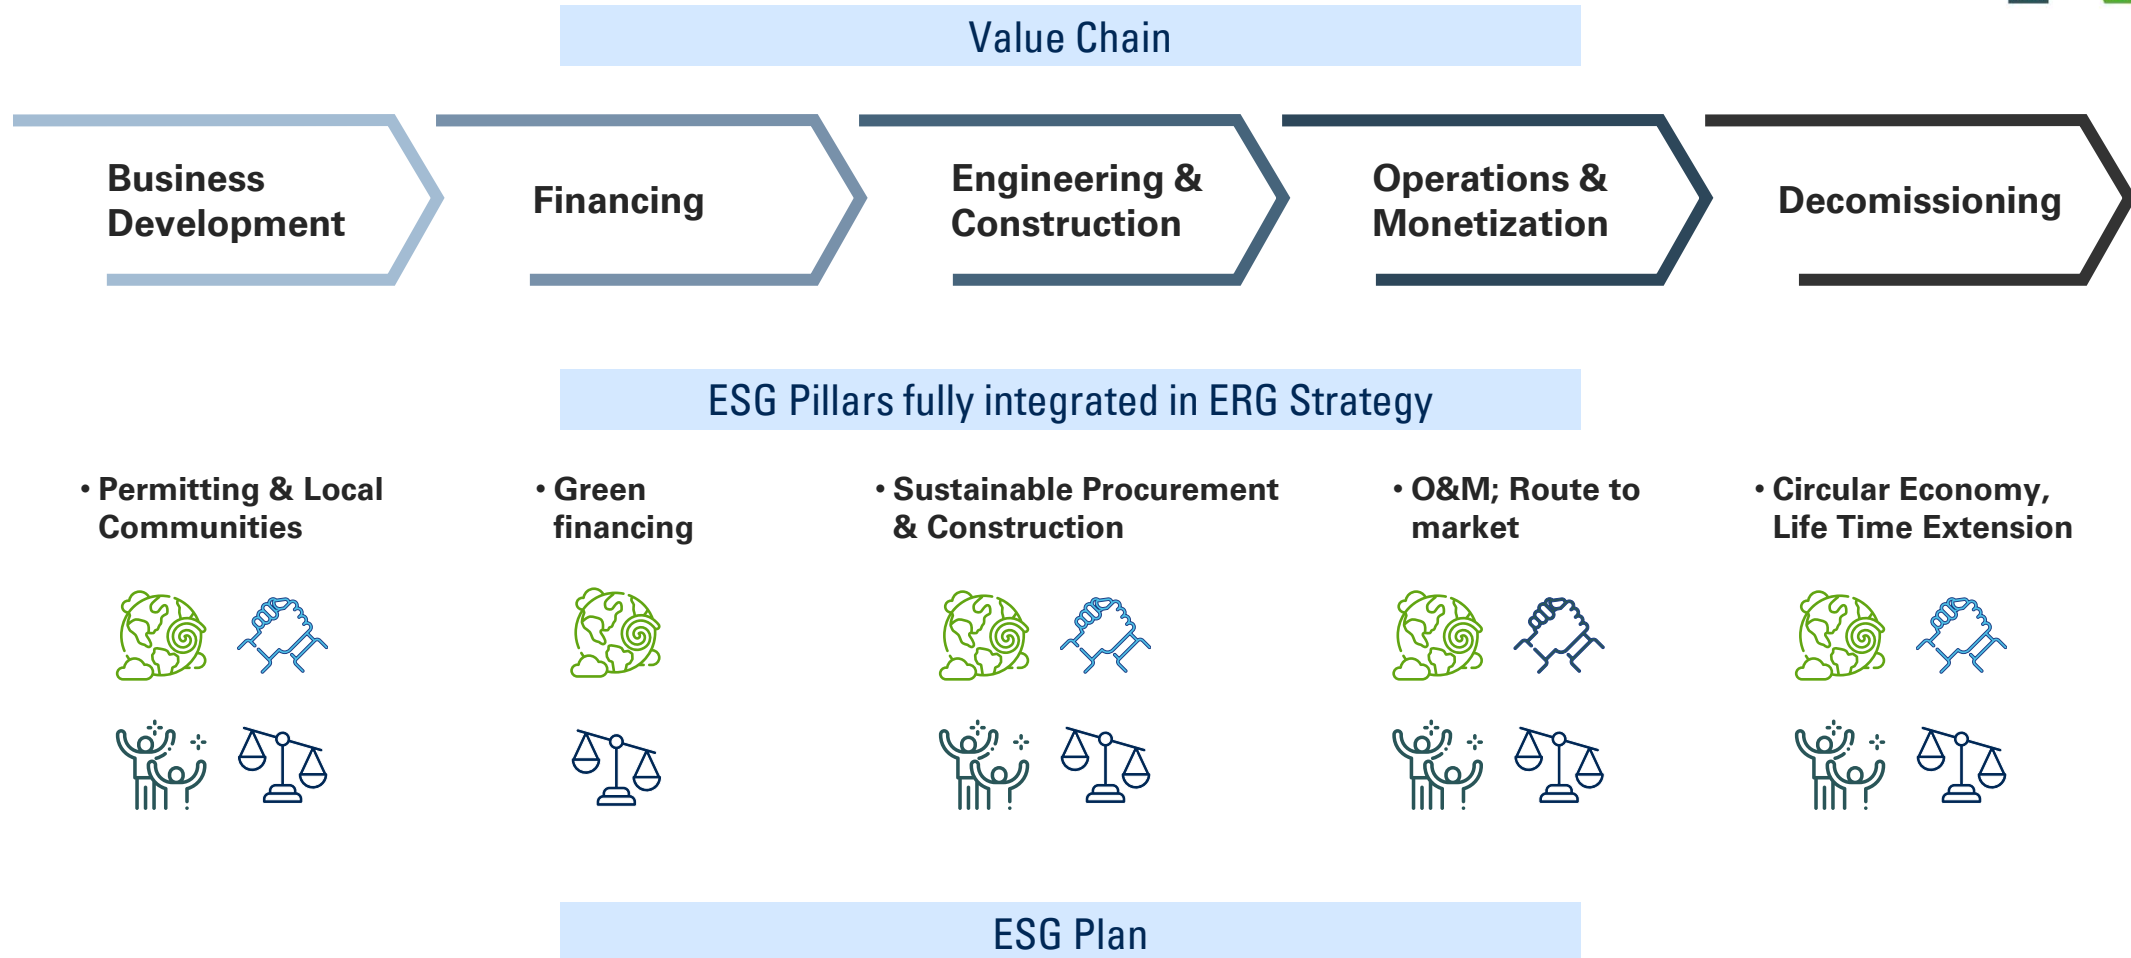 Value Chain
Business
Development
Financing
Engineering &
Construction
Operations &
Monetization
Decomissioning
ESG Pillars fully integrated in ERG Strategy
• Permitting & Local
Communities
• Green
financing
• Sustainable Procurement
& Construction
• O&M; Route to
market
• Circular Economy,
Life Time Extension
ESG Plan